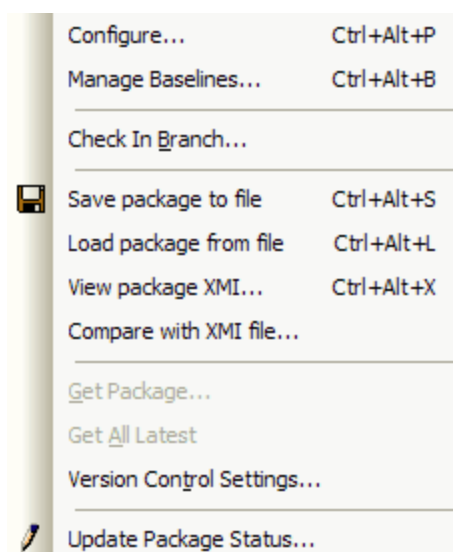 Configure... Ctrl+Alt+P
Manage Baselines... Ctrl+Alt+B
Check In Branch...
Save package to file Ctrl+Alt+S
Load package from file Ctrl+Alt+L
View package XMI... Ctrl+Alt+X
Compare with XMI file...
Get Package...
Get All Latest
Version Control Settings...
Update Package Status...